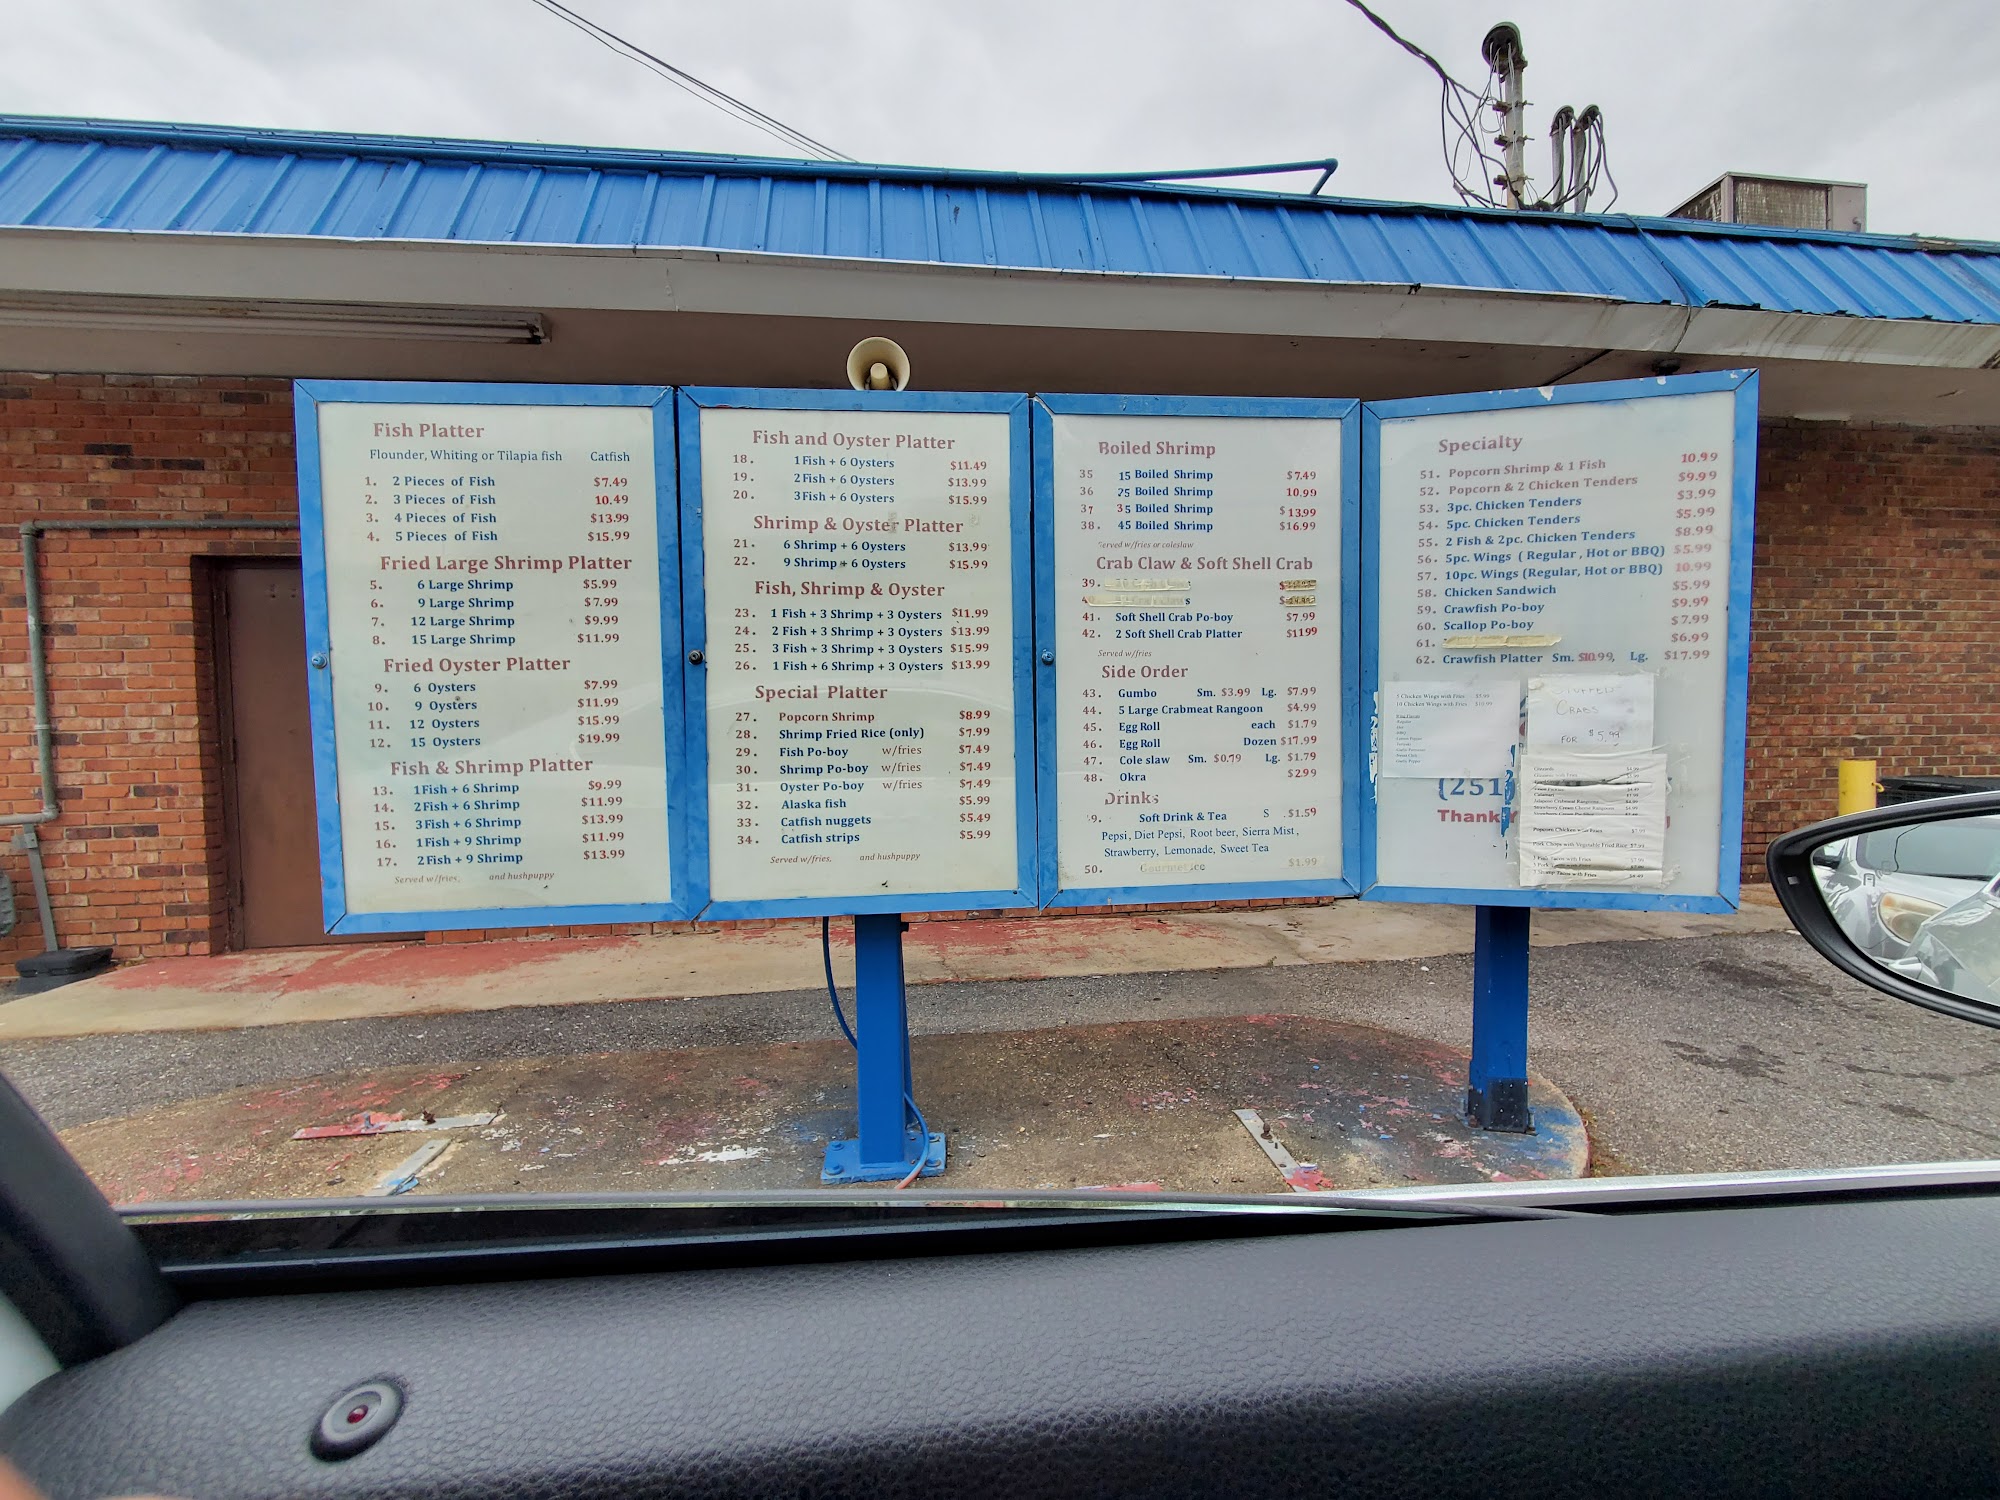 Fish Platter
Flounder, Whiting or Tilapia fish Catfish
1. 2 Pieces of Fish $7.49
2. 3 Pieces of Fish 10.49
3. 4 Pieces of Fish $13.99
4. 5 Pieces of Fish $15.99
Fried Large Shrimp Platter
5. 6 Large Shrimp $5.99
6. 9 Large Shrimp $7.99
7. 12 Large Shrimp $9.99
8. 15 Large Shrimp $11.99
Fried Oyster Platter
9. 6 Oysters $7.99
10. 9 Oysters $11.99
11. 12 Oysters $15.99
12. 15 Oysters $19.99
Fish & Shrimp Platter
13. 1Fish + 6 Shrimp $9.99
14. 2Fish + 6 Shrimp $11.99
15. 3Fish + 6 Shrimp $13.99
16. 1Fish + 9 Shrimp $11.99
17. 2Fish + 9 Shrimp $13.99
Served w/fries, and hushpuppy
Fish and Oyster Platter
18. 1Fish + 6 Oysters $11.49
19. 2Fish + 6 Oysters $13.99
20. 3Fish + 6 Oysters $15.99
Shrimp & Oyster Platter
21. 6 Shrimp + 6 Oysters $13.99
22. 9 Shrimp + 6 Oysters $15.99
Fish, Shrimp & Oyster
23. 1 Fish + 3 Shrimp + 3 Oysters $11.99
24. 2 Fish + 3 Shrimp + 3 Oysters $13.99
25. 3 Fish + 3 Shrimp + 3 Oysters $15.99
26. 1 Fish + 6 Shrimp + 3 Oysters $13.99
Special Platter
27. Popcorn Shrimp $8.99
28. Shrimp Fried Rice (only) $7.99
29. Fish Po-boy w/fries $7.49
30. Shrimp Po-boy w/fries $7.49
31. Oyster Po-boy w/fries $7.49
32. Alaska fish $5.99
33. Catfish nuggets $5.49
34. Catfish strips $5.99
Served w/fries, and hushpuppy
Boiled Shrimp
35 15 Boiled Shrimp $7.49
36 25 Boiled Shrimp 10.99
37 35 Boiled Shrimp $13.99
38. 45 Boiled Shrimp $16.99
Served w/fries or coleslaw
Crab Claw & Soft Shell Crab
39.
41. Soft Shell Crab Po-boy $7.99
42. 2 Soft Shell Crab Platter $1199
Served w/fries
Side Order
43. Gumbo Sm. $3.99 Lg. $7.99
44. 5 Large Crabmeat Rangoon $4.99
45. Egg Roll each $1.79
46. Egg Roll Dozen $17.99
47. Cole slaw Sm. $0.79 Lg. $1.79
48. Okra $2.99
Drinks
9. Soft Drink & Tea S .$1.59
Pepsi, Diet Pepsi, Root beer, Sierra Mist,
Strawberry, Lemonade, Sweet Tea
50. $1.99
Specialty
51. Popcorn Shrimp & 1 Fish 10.99
52. Popcorn & 2 Chicken Tenders $9.99
53. 3pc. Chicken Tenders $3.99
54. 5pc. Chicken Tenders $5.99
55. 2 Fish & 2pc. Chicken Tenders $8.99
56. 5pc. Wings ( Regular , Hot or BBQ) $5.99
57. 10pc. Wings (Regular, Hot or BBQ) 10.99
58. Chicken Sandwich $5.99
59. Crawfish Po-boy $9.99
60. Scallop Po-boy $7.99
61. $6.99
62. Crawfish Platter Sm. $10.99, Lg. $17.99
5 Chicken Wings with Fries $5.99
10 Chicken Wings with Fries $10.99
STUFFED
CRABS
FOR $5.99
(251)
Thank